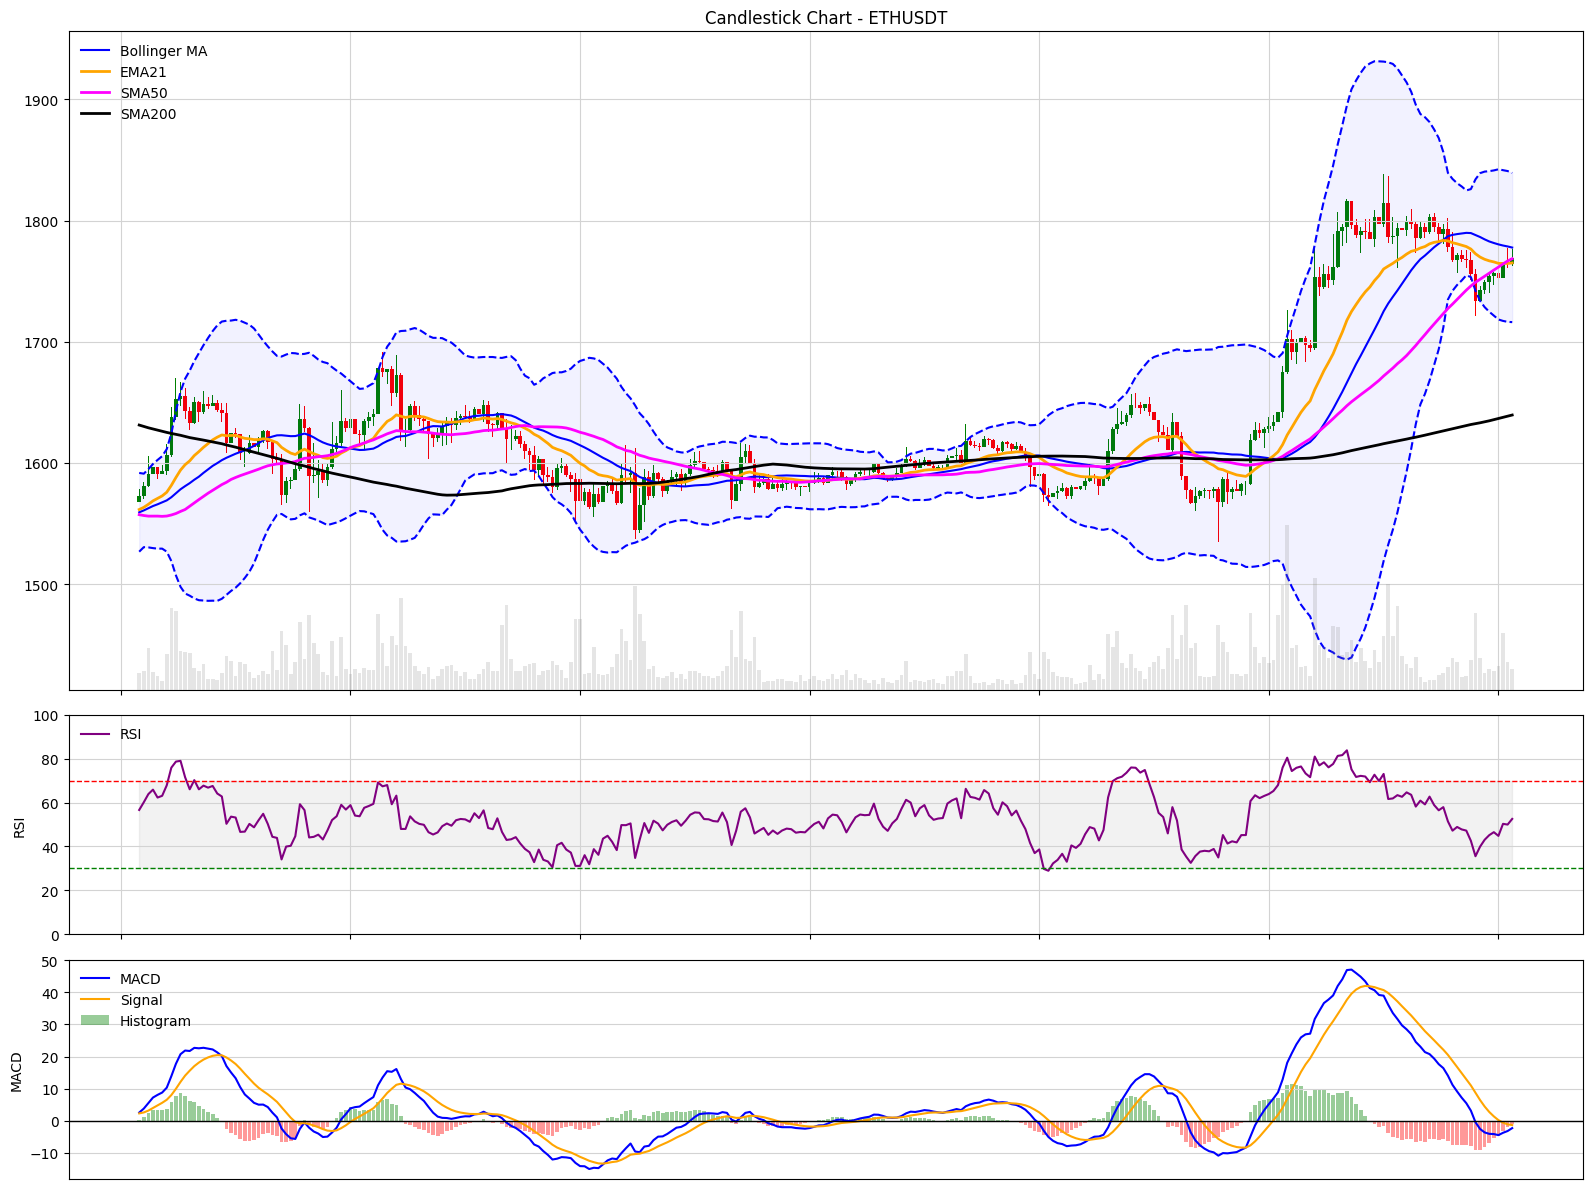 Candlestick Chart - ETHUSDT
Bollinger MA
EMA21
SMA50
SMA200
1900
1800
1700
1600
1500
RSI
100
80
60
40
20
0
RSI
MACD
Signal
Histogram
50
40
30
20
10
0
−10
MACD